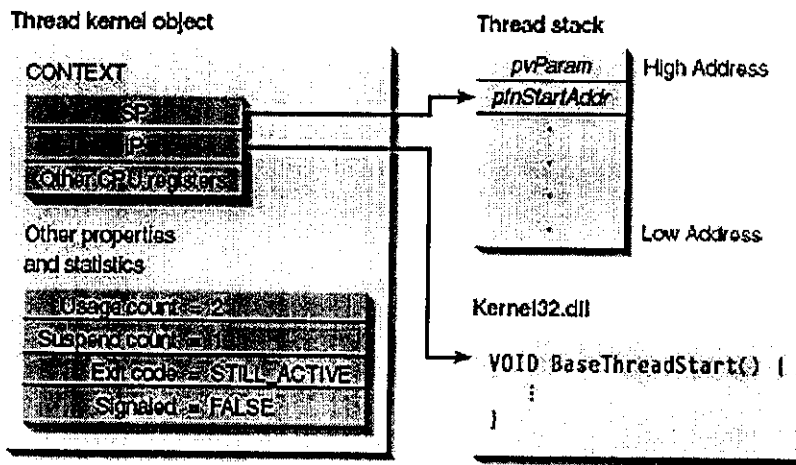 Thread kernel object
CONTEXT
SP
IP
Other CPU registers
Other properties
and statistics
Usage count = 2
Suspend count = 1
Exit code = STILL_ACTIVE
Signaled = FALSE
Thread stack
pvParam
High Address
pfnStartAddr
Low Address
Kernel32.dll
VOID BaseThreadStart() {
⋮
}